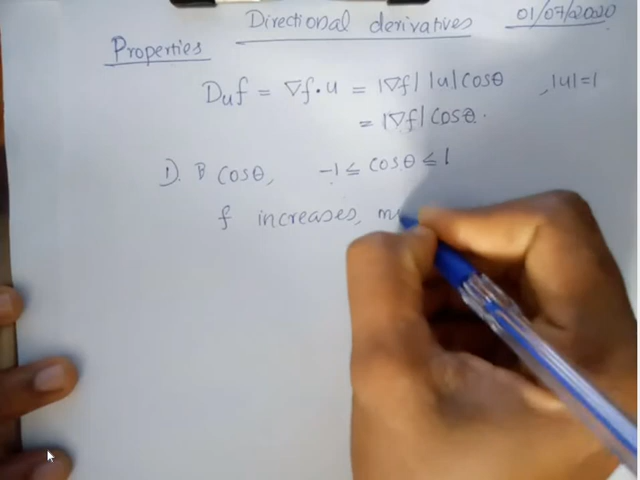 Directional derivatives 01/07/2020
Properties
Duf = ∇f·u = |∇f| |u| cosθ , |u|=1
= |∇f| cosθ.
1). cosθ, -1 ≤ cosθ ≤ 1
f increases,